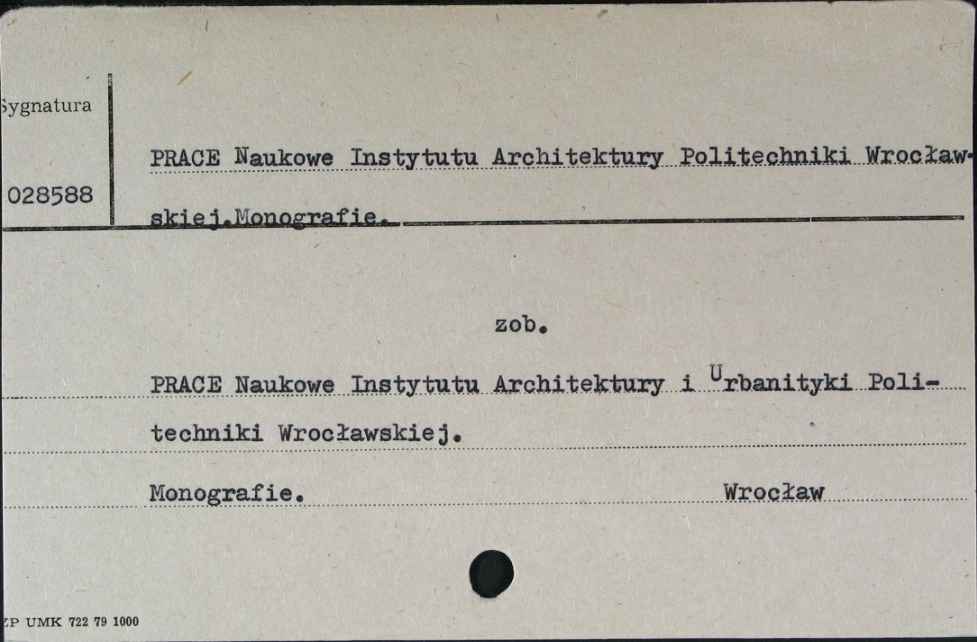 Sygnatura
PRACE Naukowe Instytutu Architektury Politechniki Wrocław-
028588
skiej.Monografie.
zob.
PRACE Naukowe Instytutu Architektury i Urbanityki Poli-
techniki Wrocławskiej.
Monografie. Wrocław
ZP UMK 722 79 1000